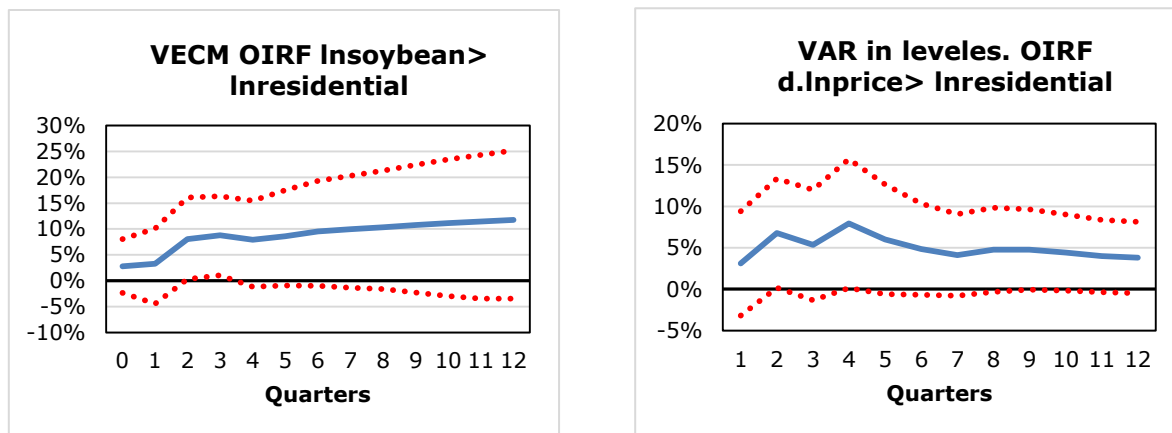 VECM OIRF lnsoybean>
lnresidential
30%
25%
20%
15%
10%
5%
0%
-5%
-10%
0 1 2 3 4 5 6 7 8 9 10 11 12
Quarters
VAR in leveles. OIRF
d.lnprice> lnresidential
20%
15%
10%
5%
0%
-5%
1 2 3 4 5 6 7 8 9 10 11 12
Quarters